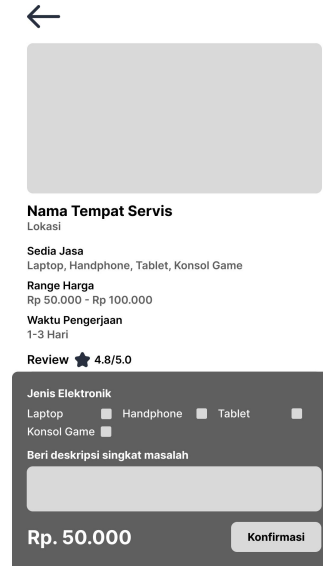 Nama Tempat Servis
Lokasi
Sedia Jasa
Laptop, Handphone, Tablet, Konsol Game
Range Harga
Rp 50.000 - Rp 100.000
Waktu Pengerjaan
1-3 Hari
Review 4.8/5.0
Jenis Elektronik
Laptop Handphone Tablet
Konsol Game
Beri deskripsi singkat masalah
Rp. 50.000 Konfirmasi